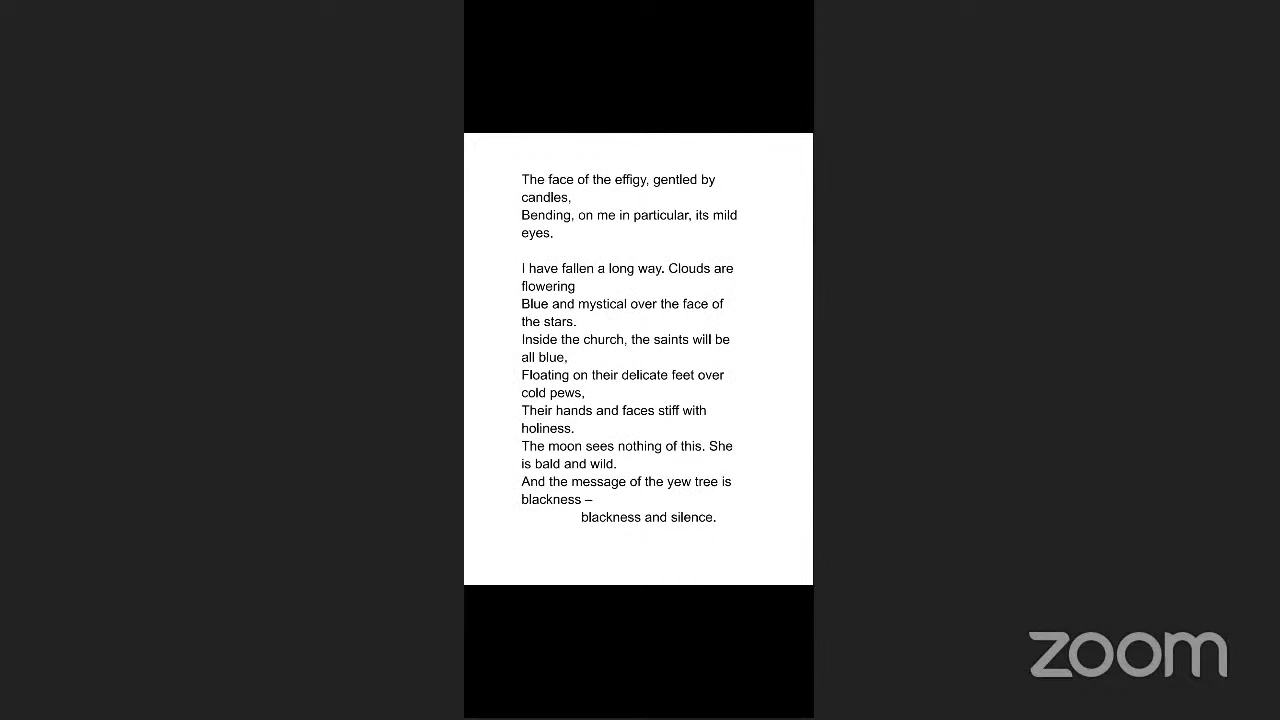 The face of the effigy, gentled by
candles,
Bending, on me in particular, its mild
eyes.
I have fallen a long way. Clouds are
flowering
Blue and mystical over the face of
the stars.
Inside the church, the saints will be
all blue,
Floating on their delicate feet over
cold pews,
Their hands and faces stiff with
holiness.
The moon sees nothing of this. She
is bald and wild.
And the message of the yew tree is
blackness –
blackness and silence.
zoom